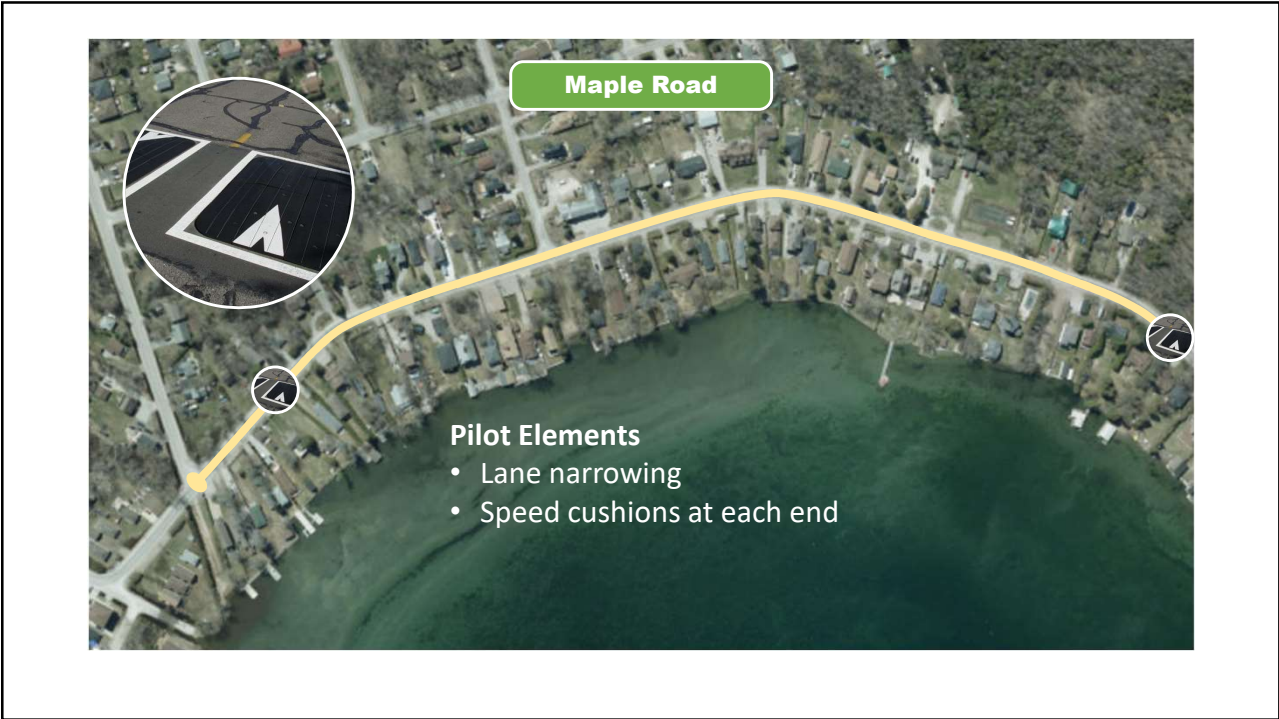 Maple Road
Pilot Elements
• Lane narrowing
• Speed cushions at each end